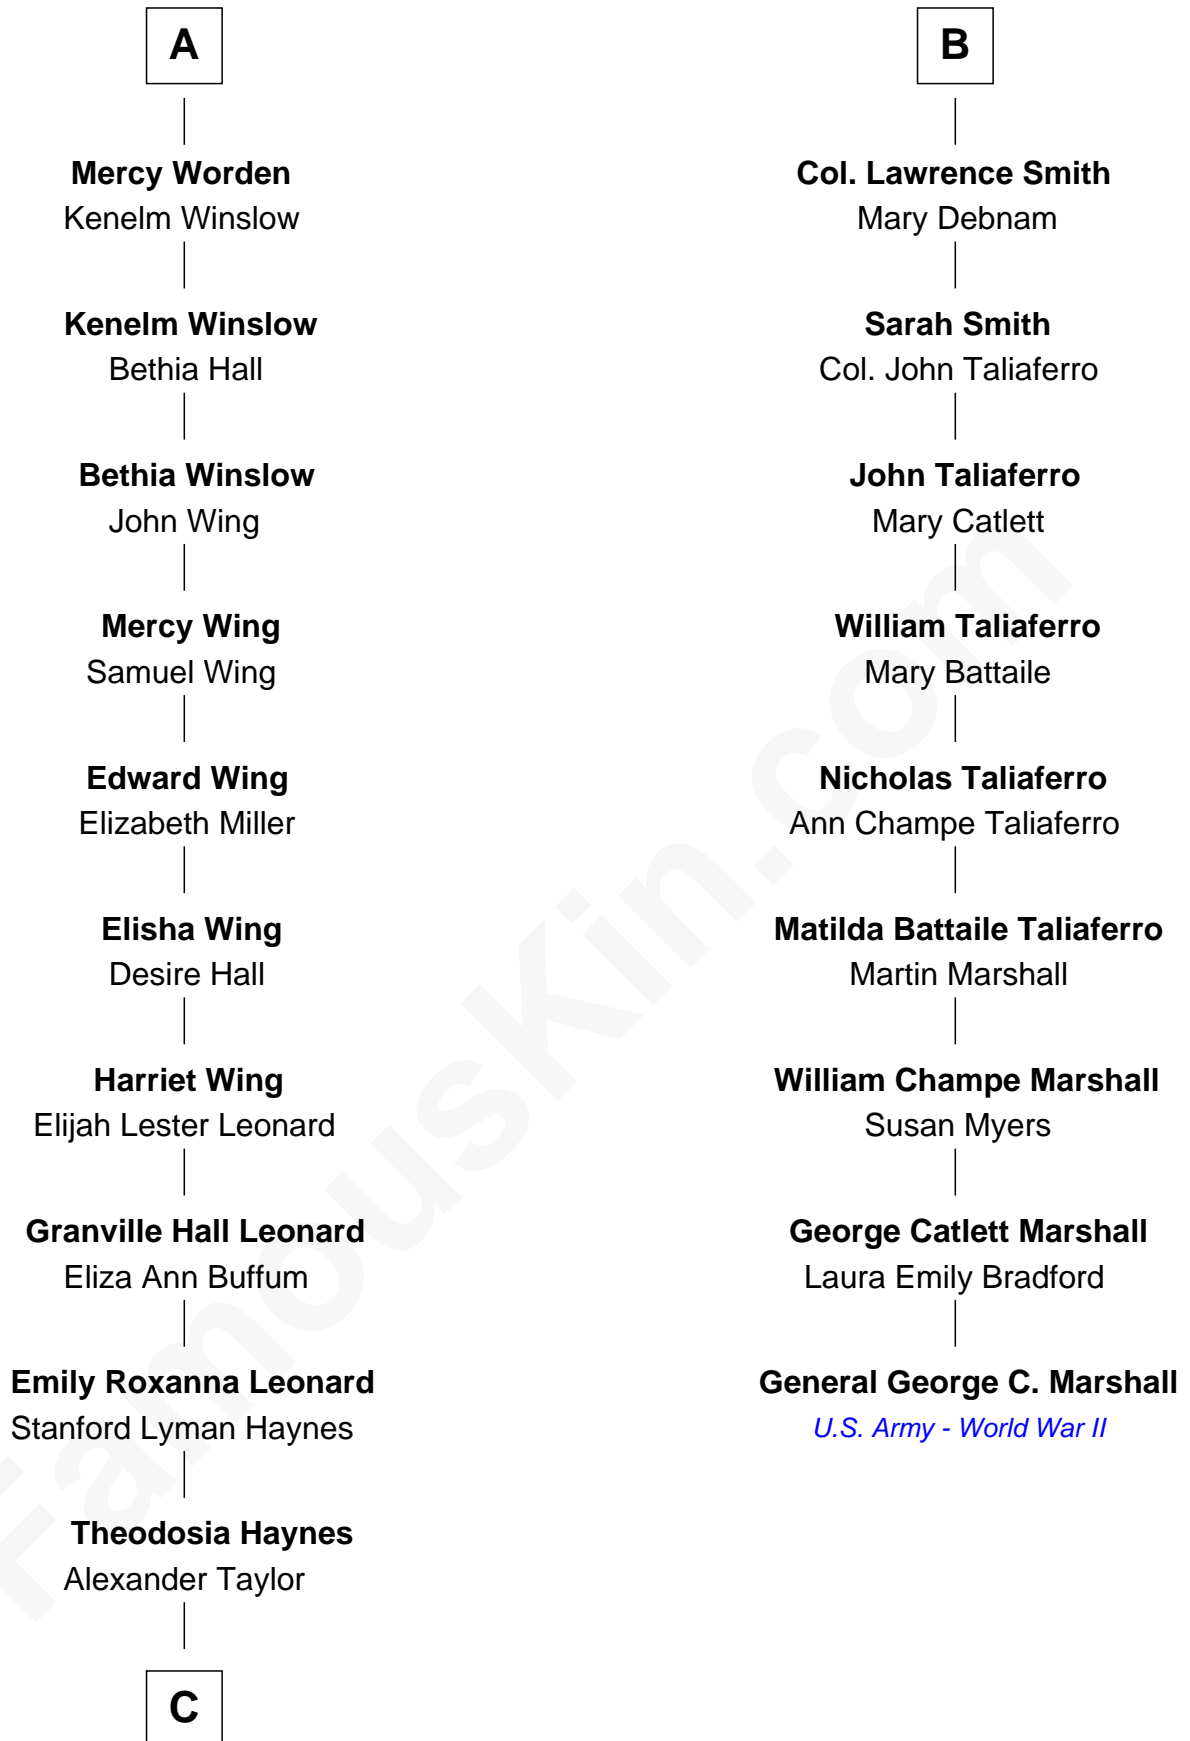 A
Mercy Worden
Kenelm Winslow
Kenelm Winslow
Bethia Hall
Bethia Winslow
John Wing
Mercy Wing
Samuel Wing
Edward Wing
Elizabeth Miller
Elisha Wing
Desire Hall
Harriet Wing
Elijah Lester Leonard
Granville Hall Leonard
Eliza Ann Buffum
Emily Roxanna Leonard
Stanford Lyman Haynes
Theodosia Haynes
Alexander Taylor
C
B
Col. Lawrence Smith
Mary Debnam
Sarah Smith
Col. John Taliaferro
John Taliaferro
Mary Catlett
William Taliaferro
Mary Battaile
Nicholas Taliaferro
Ann Champe Taliaferro
Matilda Battaile Taliaferro
Martin Marshall
William Champe Marshall
Susan Myers
George Catlett Marshall
Laura Emily Bradford
General George C. Marshall
U.S. Army - World War II
FamousKin.com